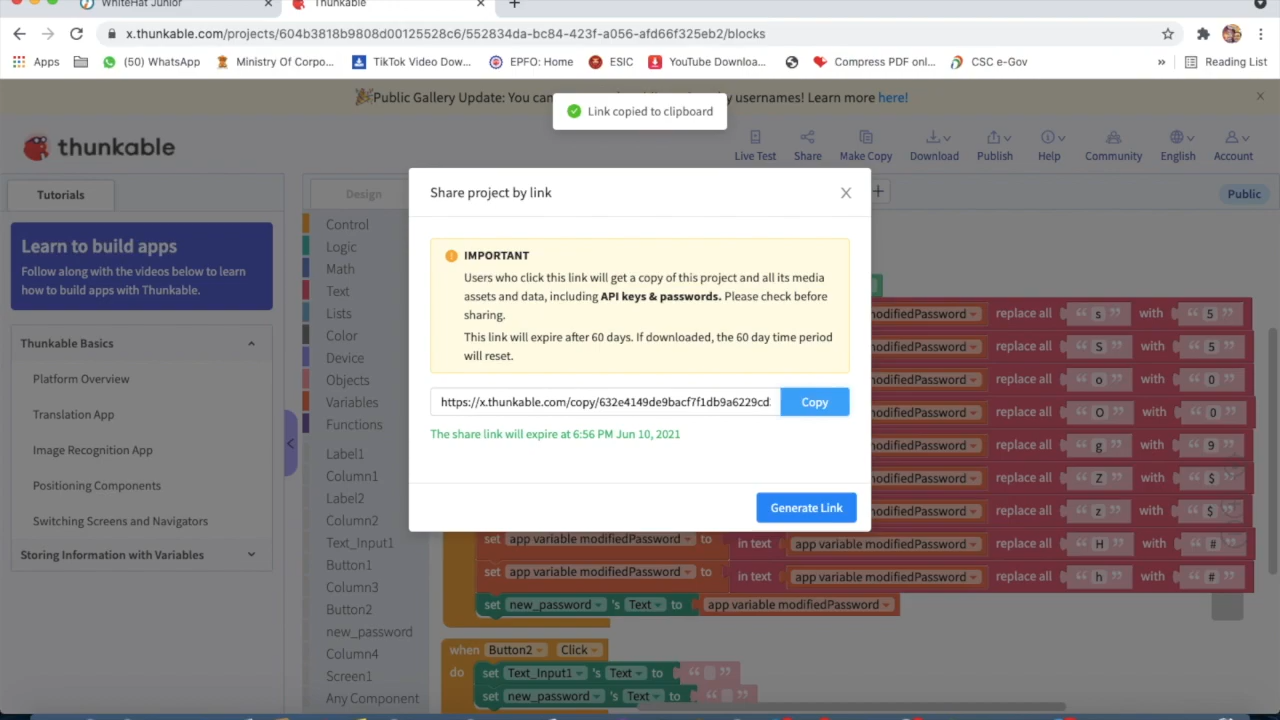 WhiteHat Junior
Thunkable
x.thunkable.com/projects/604b3818b9808d00125528c6/552834da-bc84-423f-a056-afd66f325eb2/blocks
Apps (50) WhatsApp Ministry Of Corpo... TikTok Video Dow... EPFO: Home ESIC YouTube Downloa... Compress PDF onl... CSC e-Gov » Reading List
Public Gallery Update: You can y usernames! Learn more here!
Link copied to clipboard
thunkable
Live Test Share Make Copy Download Publish Help Community English Account
Tutorials
Design
Public
Learn to build apps
Follow along with the videos below to learn
how to build apps with Thunkable.
Thunkable Basics
Platform Overview
Translation App
Image Recognition App
Positioning Components
Switching Screens and Navigators
Storing Information with Variables
Control
Logic
Math
Text
Lists
Color
Device
Objects
Variables
Functions
Label1
Column1
Label2
Column2
Text_Input1
Button1
Column3
Button2
new_password
Column4
Screen1
Any Component
Share project by link
IMPORTANT
Users who click this link will get a copy of this project and all its media
assets and data, including API keys & passwords. Please check before
sharing.
This link will expire after 60 days. If downloaded, the 60 day time period
will reset.
https://x.thunkable.com/copy/632e4149de9bacf7f1db9a6229cd
Copy
The share link will expire at 6:56 PM Jun 10, 2021
Generate Link
modifiedPassword replace all “ s ” with “ 5
modifiedPassword replace all “ S ” with “ 5
modifiedPassword replace all “ o ” with “ 0
modifiedPassword replace all “ O ” with “ 0
modifiedPassword replace all “ g ” with “ 9
modifiedPassword replace all “ Z ” with “ $
modifiedPassword replace all “ z ” with “ $
set app variable modifiedPassword to in text app variable modifiedPassword replace all “ H ” with “ #
set app variable modifiedPassword to in text app variable modifiedPassword replace all “ h ” with “ #
set new_password 's Text to app variable modifiedPassword
when Button2 Click
do set Text_Input1 's Text to “ ”
set new_password 's Text to “ ”